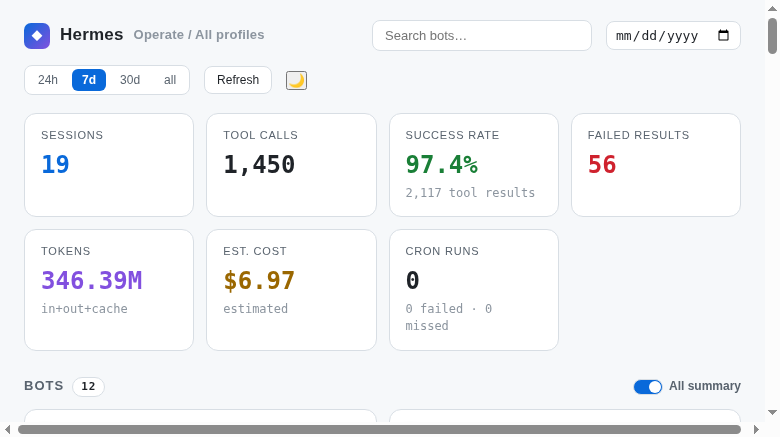 Hermes Operate / All profiles
Search bots…
mm/dd/yyyy
24h 7d 30d all Refresh
SESSIONS
19
TOOL CALLS
1,450
SUCCESS RATE
97.4%
2,117 tool results
FAILED RESULTS
56
TOKENS
346.39M
in+out+cache
EST. COST
$6.97
estimated
CRON RUNS
0
0 failed · 0
missed
BOTS 12
All summary